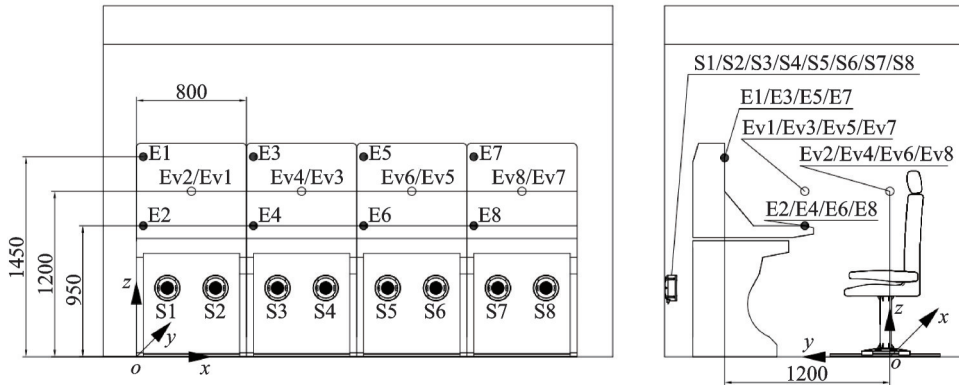 800
E1
E3
E5
E7
Ev2/Ev1
Ev4/Ev3
Ev6/Ev5
Ev8/Ev7
E2
E4
E6
E8
1450
1200
950
S1
S2
S3
S4
S5
S6
S7
S8
z
y
o
x
S1/S2/S3/S4/S5/S6/S7/S8
E1/E3/E5/E7
Ev1/Ev3/Ev5/Ev7
Ev2/Ev4/Ev6/Ev8
E2/E4/E6/E8
z
x
y
o
1200